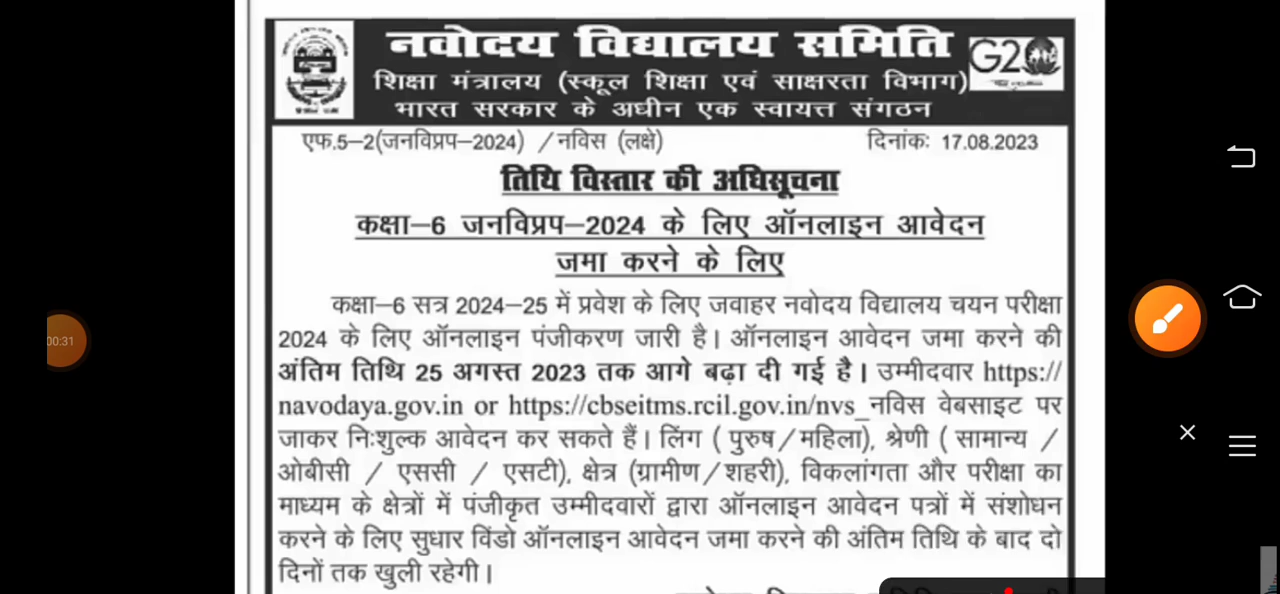 नवोदय विद्यालय समिति
G20
शिक्षा मंत्रालय (स्कूल शिक्षा एवं साक्षरता विभाग)
भारत सरकार के अधीन एक स्वायत्त संगठन
एफ.5–2(जनविप्रप–2024) /नविस (लक्षे) दिनांकः 17.08.2023
तिथि विस्तार की अधिसूचना
कक्षा–6 जनविप्रप–2024 के लिए ऑनलाइन आवेदन
जमा करने के लिए
कक्षा–6 सत्र 2024–25 में प्रवेश के लिए जवाहर नवोदय विद्यालय चयन परीक्षा
2024 के लिए ऑनलाइन पंजीकरण जारी है। ऑनलाइन आवेदन जमा करने की
अंतिम तिथि 25 अगस्त 2023 तक आगे बढ़ा दी गई है। उम्मीदवार https://
navodaya.gov.in or https://cbseitms.rcil.gov.in/nvs_नविस वेबसाइट पर
जाकर निःशुल्क आवेदन कर सकते हैं। लिंग ( पुरुष/महिला), श्रेणी ( सामान्य /
ओबीसी / एससी / एसटी), क्षेत्र (ग्रामीण/शहरी), विकलांगता और परीक्षा का
माध्यम के क्षेत्रों में पंजीकृत उम्मीदवारों द्वारा ऑनलाइन आवेदन पत्रों में संशोधन
करने के लिए सुधार विंडो ऑनलाइन आवेदन जमा करने की अंतिम तिथि के बाद दो
दिनों तक खुली रहेगी।
00:31